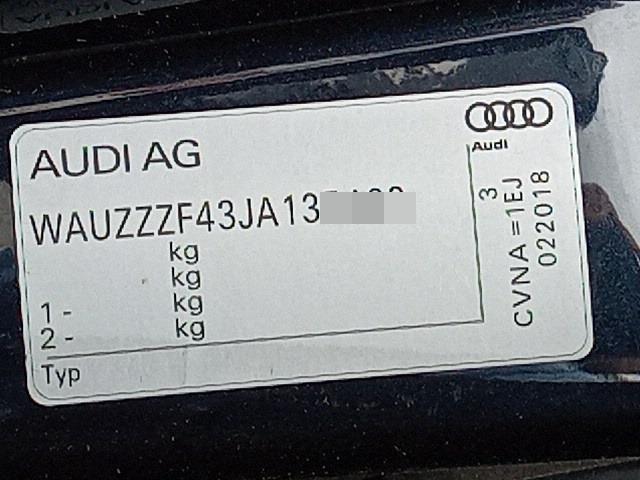 AUDI AG
Audi
WAUZZZF43JA13
kg
kg
1 - kg
2 - kg
Typ
3
CVNA =1EJ
022018